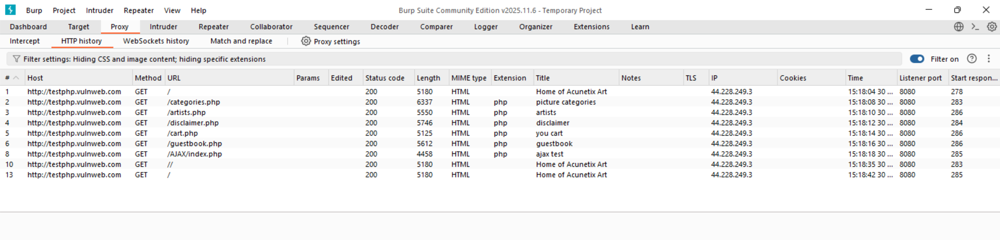 Burp Project Intruder Repeater View Help Burp Suite Community Edition v2025.11.6 - Temporary Project
Dashboard Target Proxy Intruder Repeater Collaborator Sequencer Decoder Comparer Logger Organizer Extensions Learn
Intercept HTTP history WebSockets history Match and replace Proxy settings
Filter settings: Hiding CSS and image content; hiding specific extensions Filter on
# Host Method URL Params Edited Status code Length MIME type Extension Title Notes TLS IP Cookies Time Listener port Start respon...
1 http://testphp.vulnweb.com GET / 200 5180 HTML Home of Acunetix Art 44.228.249.3 15:18:04 30 ... 8080 278
2 http://testphp.vulnweb.com GET /categories.php 200 6337 HTML php picture categories 44.228.249.3 15:18:08 30 ... 8080 283
3 http://testphp.vulnweb.com GET /artists.php 200 5550 HTML php artists 44.228.249.3 15:18:10 30 ... 8080 286
4 http://testphp.vulnweb.com GET /disclaimer.php 200 5746 HTML php disclaimer 44.228.249.3 15:18:12 30 ... 8080 284
5 http://testphp.vulnweb.com GET /cart.php 200 5125 HTML php you cart 44.228.249.3 15:18:14 30 ... 8080 286
6 http://testphp.vulnweb.com GET /guestbook.php 200 5612 HTML php guestbook 44.228.249.3 15:18:16 30 ... 8080 286
8 http://testphp.vulnweb.com GET /AJAX/index.php 200 4458 HTML php ajax test 44.228.249.3 15:18:18 30 ... 8080 285
10 http://testphp.vulnweb.com GET // 200 5180 HTML Home of Acunetix Art 44.228.249.3 15:18:35 30 ... 8080 283
13 http://testphp.vulnweb.com GET / 200 5180 HTML Home of Acunetix Art 44.228.249.3 15:18:42 30 ... 8080 285